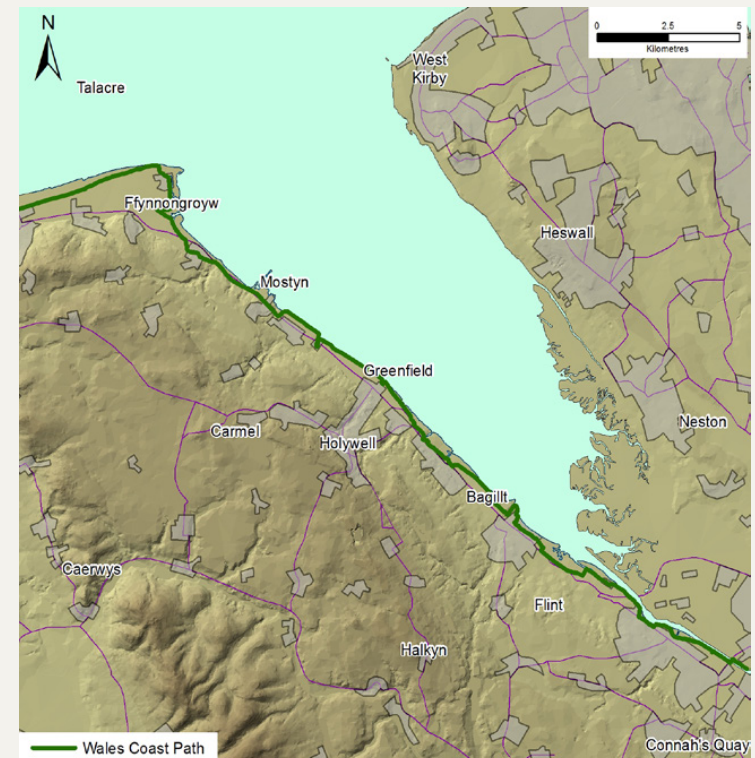 N
0 2.5 5
Kilometres
West
Kirby
Talacre
Ffynnongroyw
Heswall
Mostyn
Greenfield
Neston
Carmel
Holywell
Bagillt
Caerwys
Flint
Halkyn
Connah's Quay
Wales Coast Path